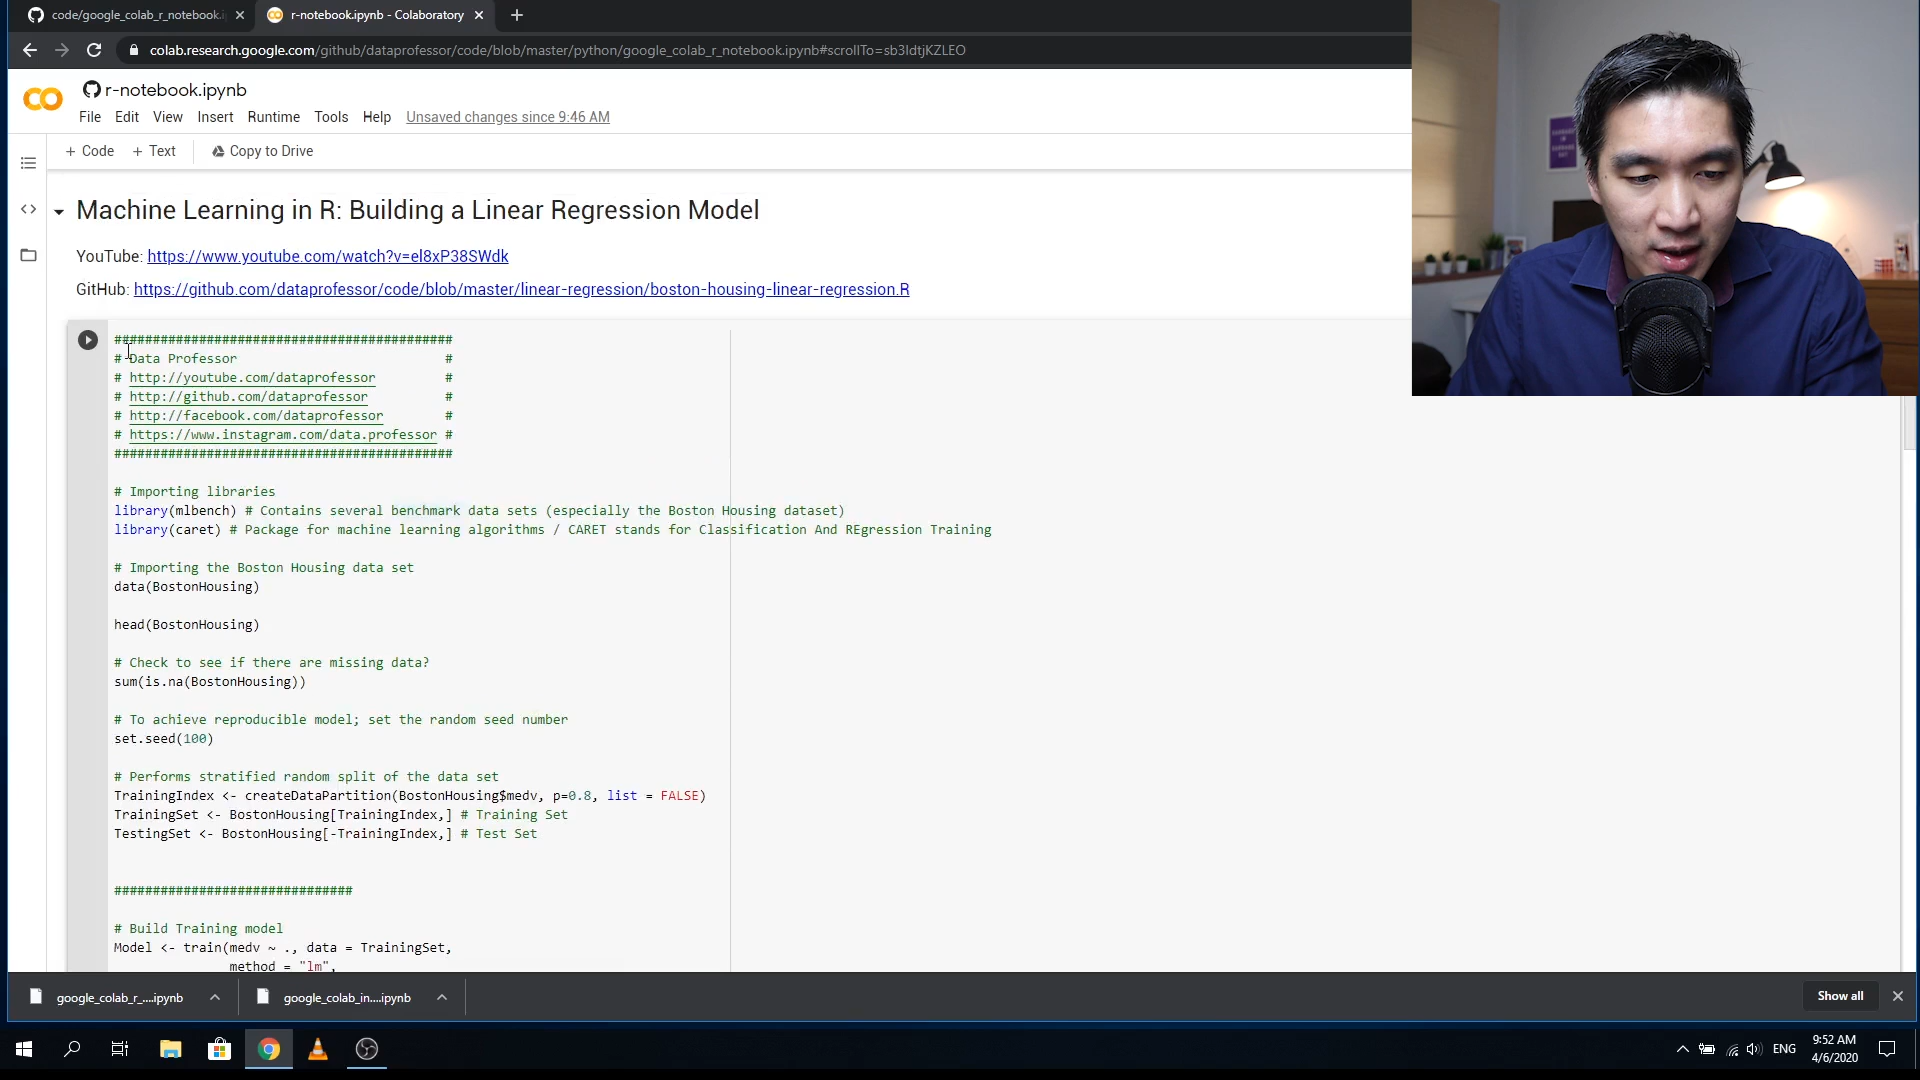 code/google_colab_r_notebook.i
r-notebook.ipynb - Colaboratory
colab.research.google.com/github/dataprofessor/code/blob/master/python/google_colab_r_notebook.ipynb#scrollTo=sb3IdtjKZLEO
r-notebook.ipynb
File Edit View Insert Runtime Tools Help Unsaved changes since 9:46 AM
+ Code + Text Copy to Drive
Machine Learning in R: Building a Linear Regression Model
YouTube: https://www.youtube.com/watch?v=el8xP38SWdk
GitHub: https://github.com/dataprofessor/code/blob/master/linear-regression/boston-housing-linear-regression.R
############################################
# Data Professor #
# http://youtube.com/dataprofessor #
# http://github.com/dataprofessor #
# http://facebook.com/dataprofessor #
# https://www.instagram.com/data.professor #
############################################
# Importing libraries
library(mlbench) # Contains several benchmark data sets (especially the Boston Housing dataset)
library(caret) # Package for machine learning algorithms / CARET stands for Classification And REgression Training
# Importing the Boston Housing data set
data(BostonHousing)
head(BostonHousing)
# Check to see if there are missing data?
sum(is.na(BostonHousing))
# To achieve reproducible model; set the random seed number
set.seed(100)
# Performs stratified random split of the data set
TrainingIndex <- createDataPartition(BostonHousing$medv, p=0.8, list = FALSE)
TrainingSet <- BostonHousing[TrainingIndex,] # Training Set
TestingSet <- BostonHousing[-TrainingIndex,] # Test Set
###############################
# Build Training model
Model <- train(medv ~ ., data = TrainingSet,
method = "lm",
google_colab_r_....ipynb
google_colab_in....ipynb
Show all
ENG
9:52 AM
4/6/2020